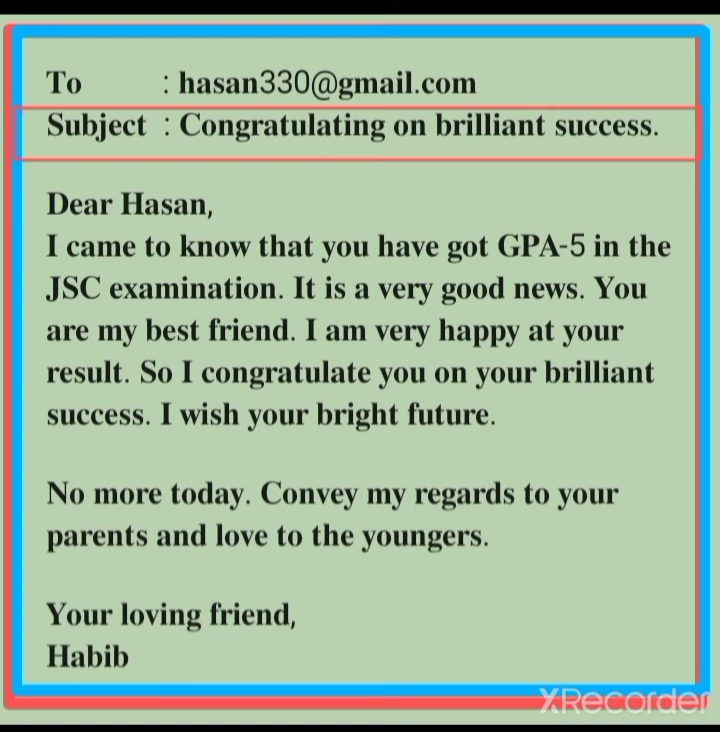 To : hasan330@gmail.com
Subject : Congratulating on brilliant success.
Dear Hasan,
I came to know that you have got GPA-5 in the
JSC examination. It is a very good news. You
are my best friend. I am very happy at your
result. So I congratulate you on your brilliant
success. I wish your bright future.
No more today. Convey my regards to your
parents and love to the youngers.
Your loving friend,
Habib
XRecorder